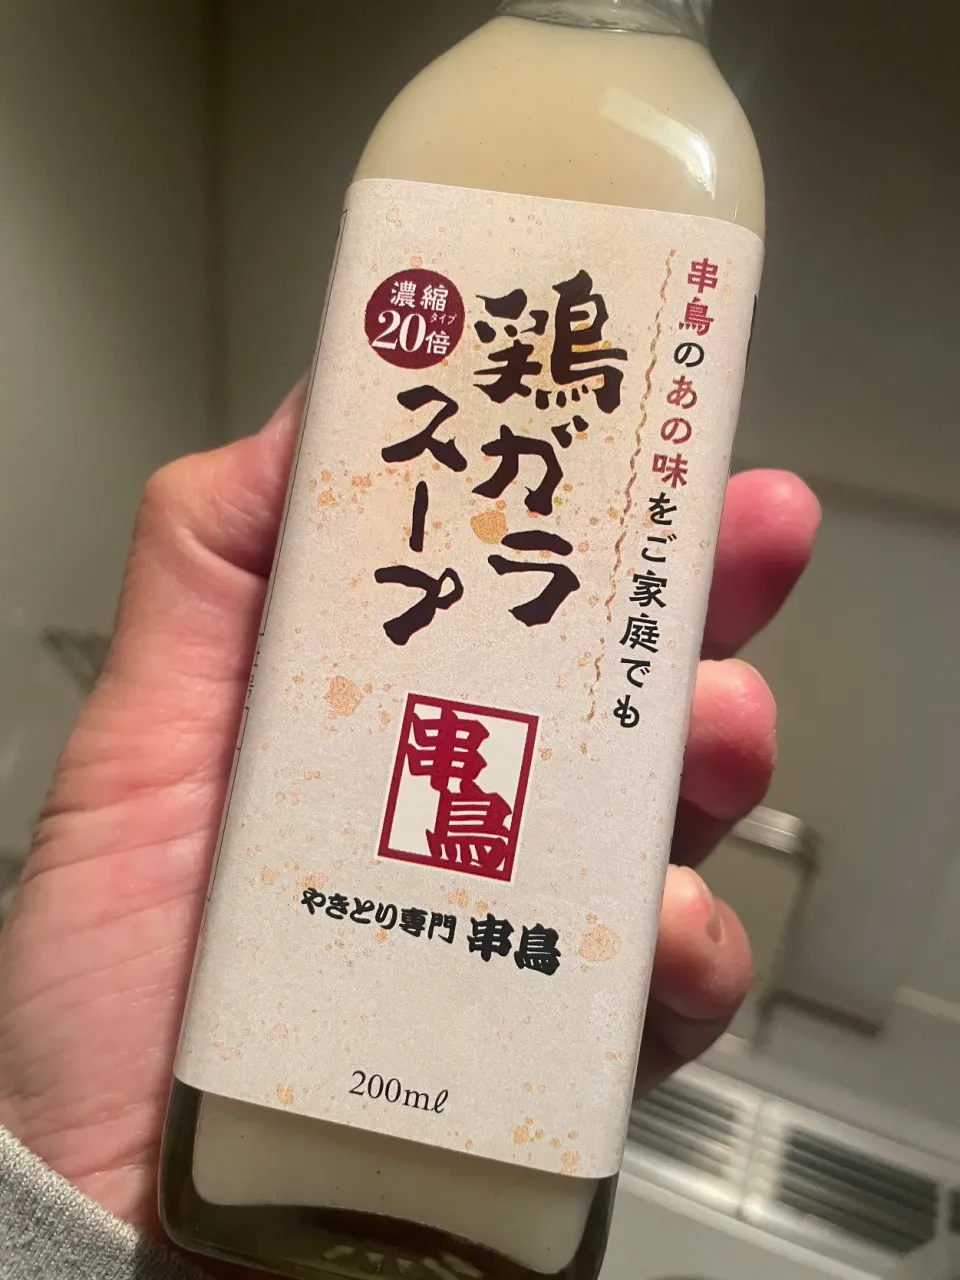 串鳥のあの味をご家庭でも
鶏ガラ
スープ
濃縮
タイプ
20倍
串鳥
やきとり専門 串鳥
200mℓ